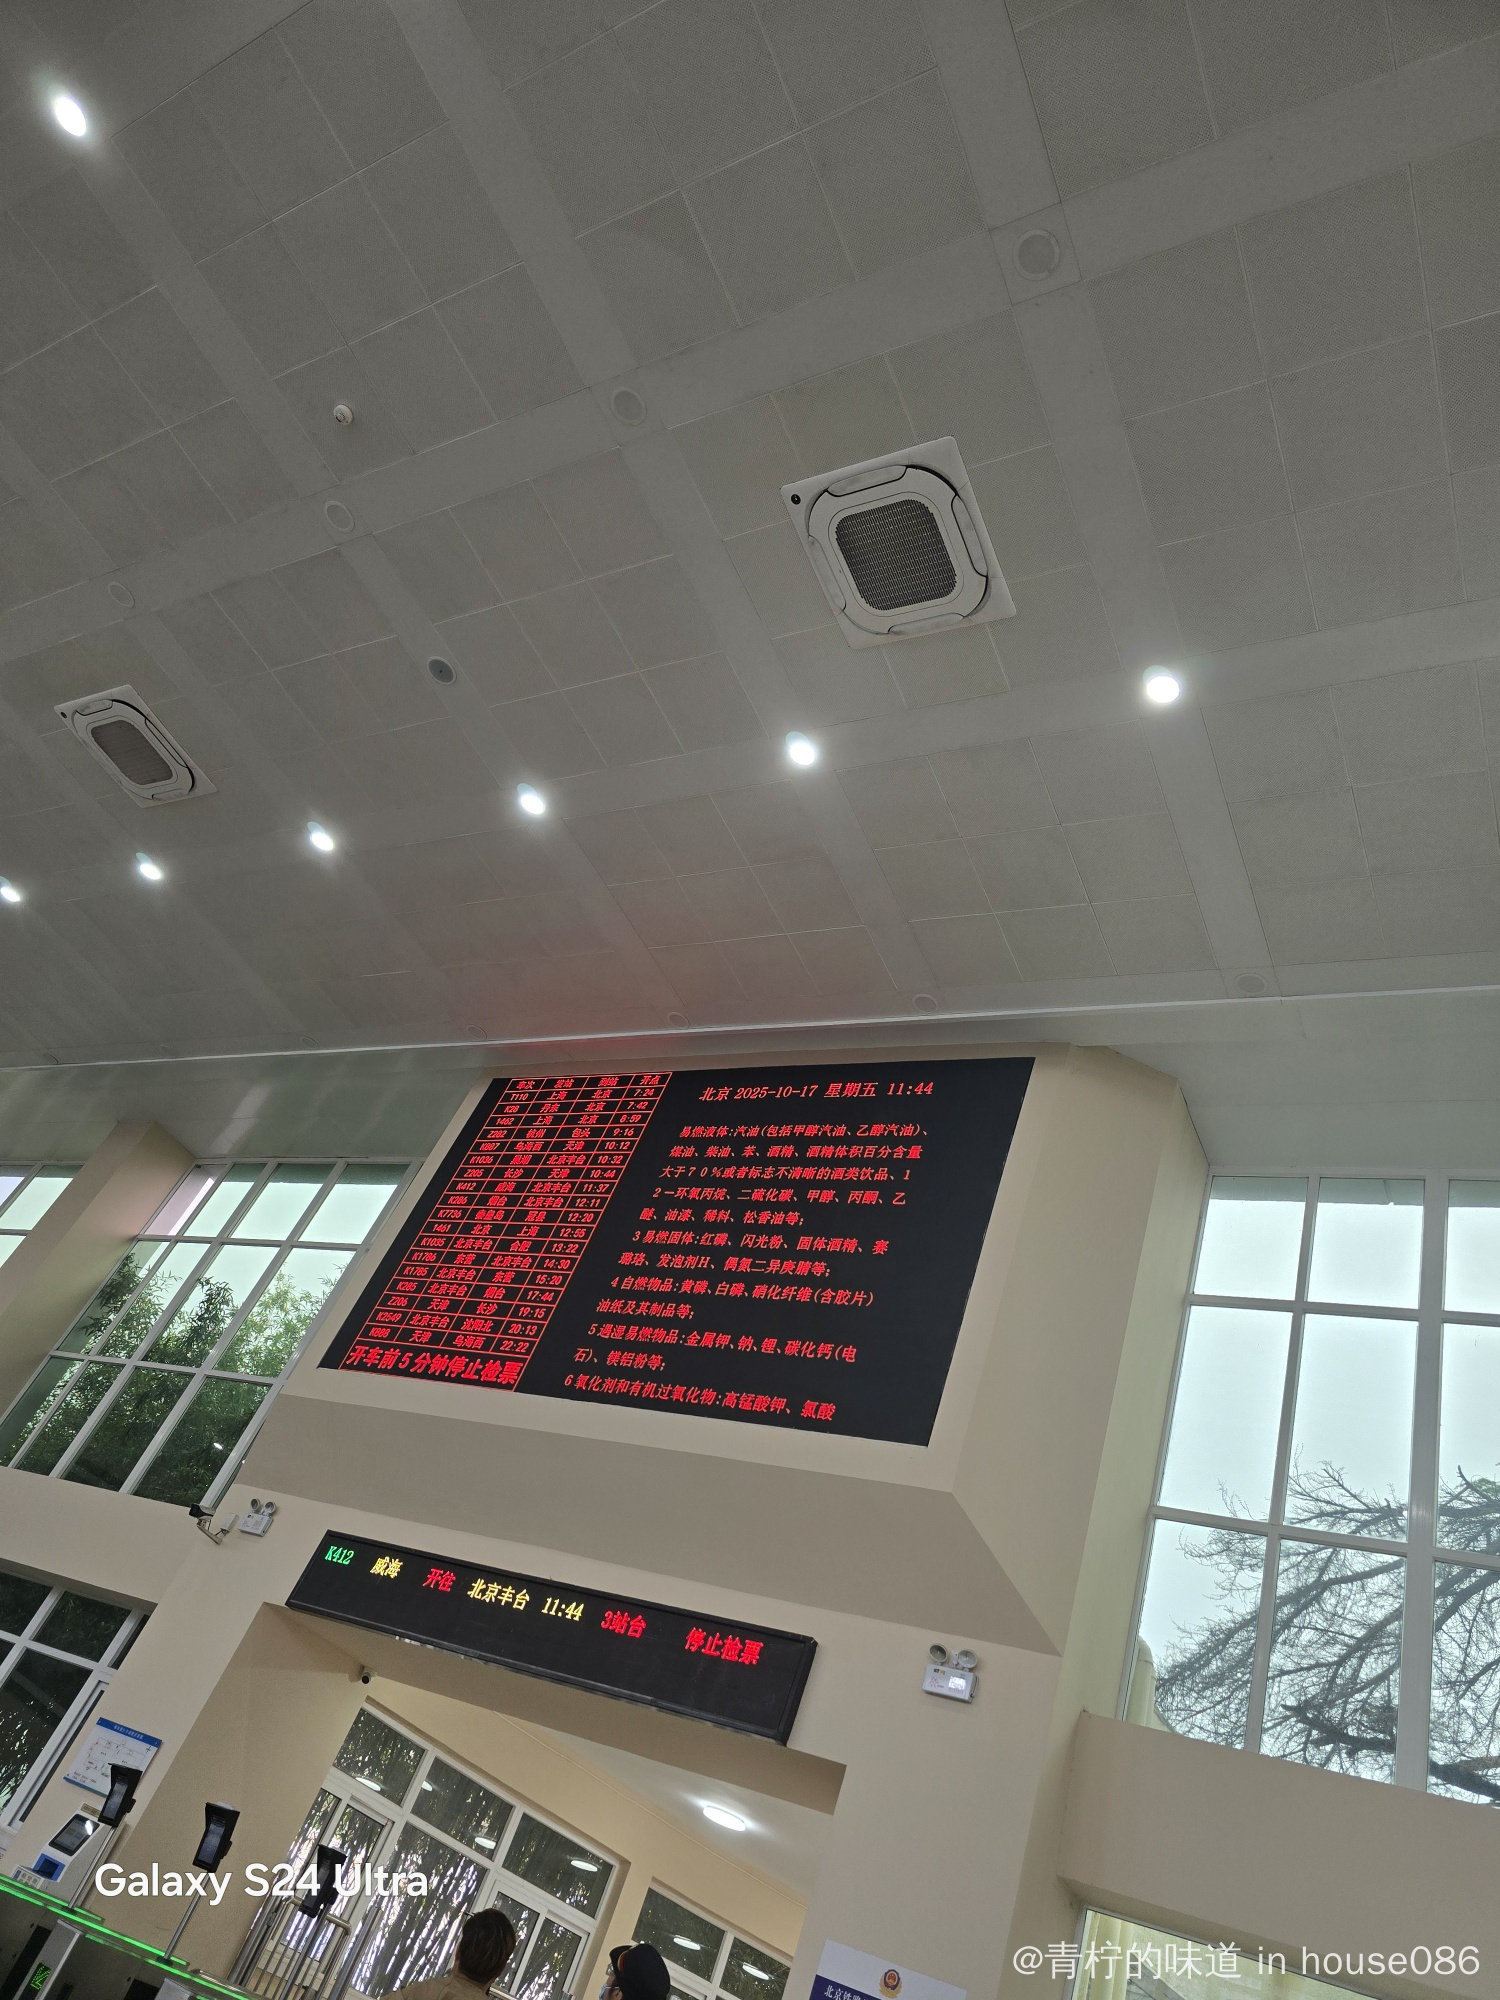 车次 发站 到站 开点
T110 上海 北京 7:24
K28 丹东 北京 7:42
1462 上海 北京 8:59
Z282 杭州 包头 9:16
K887 乌海西 天津 10:12
K1036 北京丰台 10:32
Z205 长沙 天津 10:44
K412 威海 北京丰台 11:37
K286 烟台 北京丰台 12:11
K7736 秦皇岛 冠县 12:20
1461 北京 上海 12:55
K1035 北京丰台 合肥 13:22
K1786 东营 北京丰台 14:30
K1785 北京丰台 东营 15:20
K285 北京丰台 烟台 17:44
Z206 天津 长沙 19:15
K2549 北京丰台 沈阳北 20:13
K888 天津 乌海西 22:22
开车前5分钟停止检票
北京 2025-10-17 星期五 11:44
易燃液体:汽油(包括甲醇汽油、乙醇汽油)、
煤油、柴油、苯、酒精、酒精体积百分含量
大于70%或者标志不清晰的酒类饮品、1
2-环氧丙烷、二硫化碳、甲醇、丙酮、乙
醚、油漆、稀料、松香油等;
3易燃固体:红磷、闪光粉、固体酒精、赛
璐珞、发泡剂H、偶氮二异庚腈等;
4自燃物品:黄磷、白磷、硝化纤维(含胶片)
油纸及其制品等;
5遇湿易燃物品:金属钾、钠、锂、碳化钙(电
石)、镁铝粉等;
6氧化剂和有机过氧化物:高锰酸钾、氯酸
K412 威海 开往 北京丰台 11:44 3站台 停止检票
Galaxy S24 Ultra
@青柠的味道 in house086